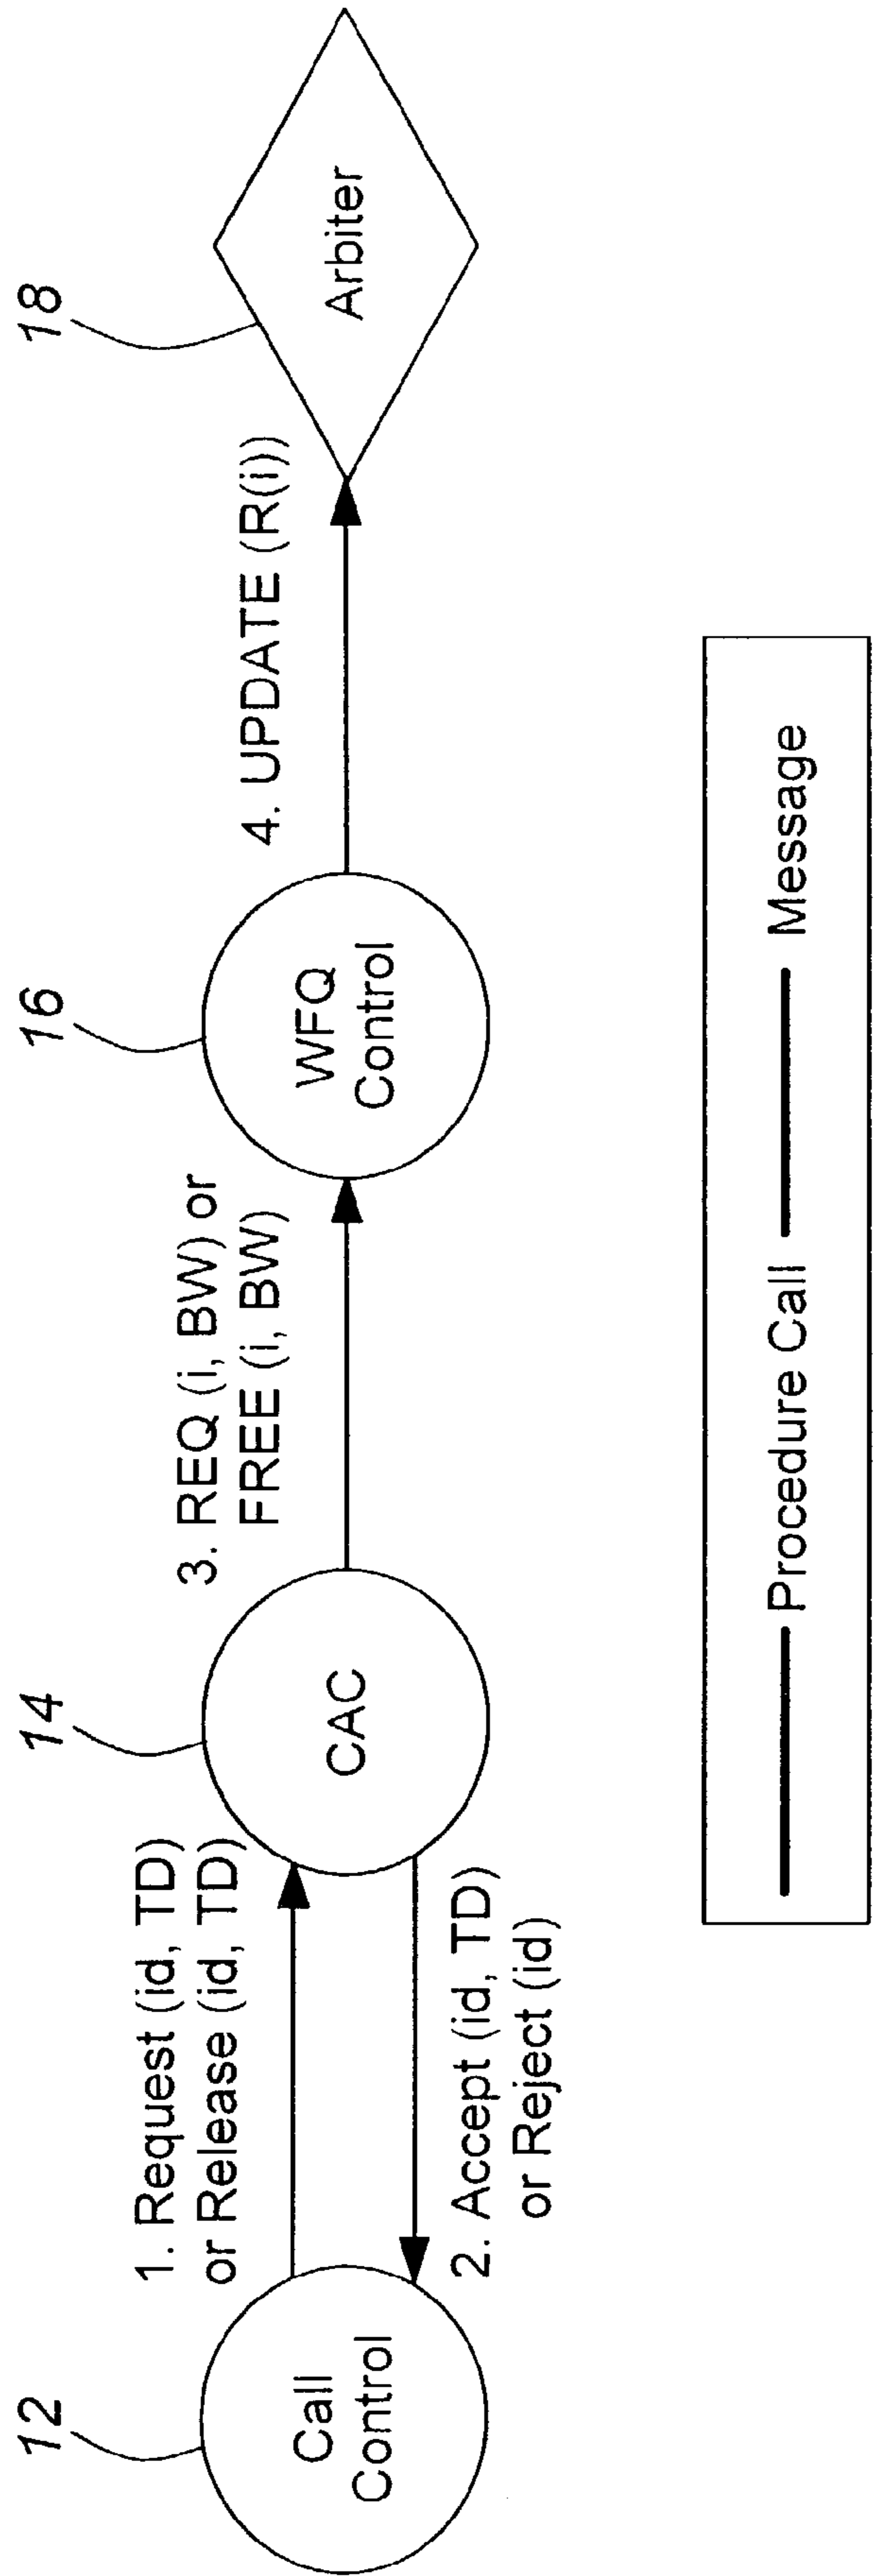 12
14
16
18
Call
Control
1. Request (id, TD)
or Release (id, TD)
2. Accept (id, TD)
or Reject (id)
CAC
3. REQ (i, BW) or
FREE (i, BW)
WFQ
Control
4. UPDATE (R(i))
Arbiter
Procedure Call
Message